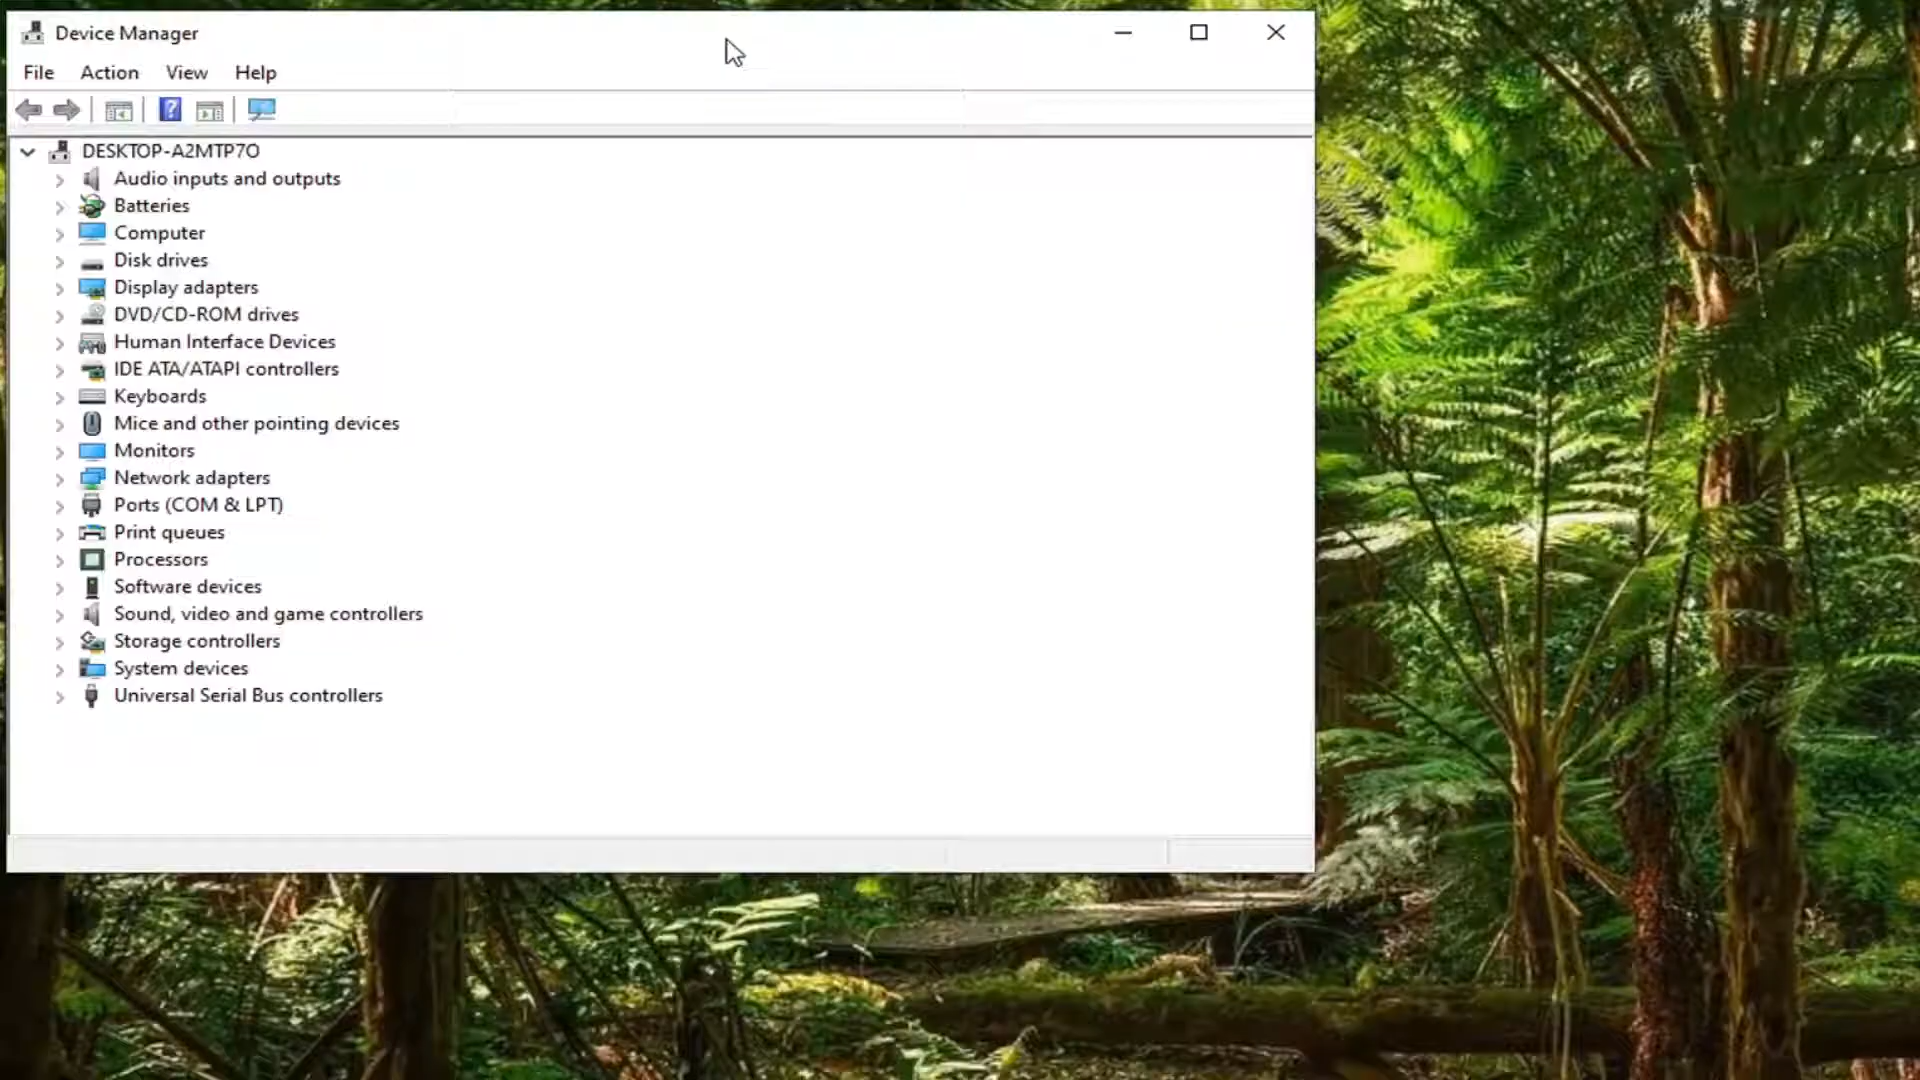 Device Manager
File Action View Help
?
DESKTOP-A2MTP7O
Audio inputs and outputs
Batteries
Computer
Disk drives
Display adapters
DVD/CD-ROM drives
Human Interface Devices
IDE ATA/ATAPI controllers
Keyboards
Mice and other pointing devices
Monitors
Network adapters
Ports (COM & LPT)
Print queues
Processors
Software devices
Sound, video and game controllers
Storage controllers
System devices
Universal Serial Bus controllers